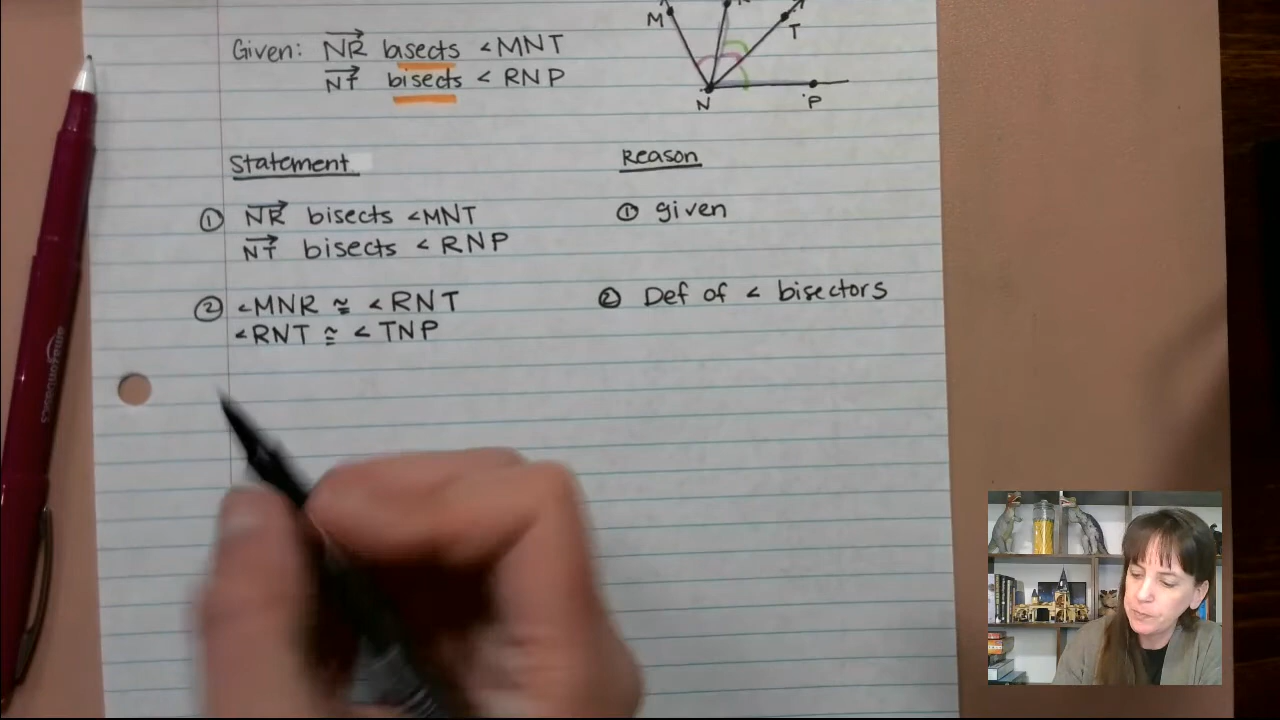 M
T
N
P
Given: NR bisects <MNT
NT bisects < RNP
Statement
Reason
① NR bisects <MNT
① given
NT bisects < RNP
② <MNR ≅ <RNT
② Def of < bisectors
<RNT ≅ <TNP
amazonbasics